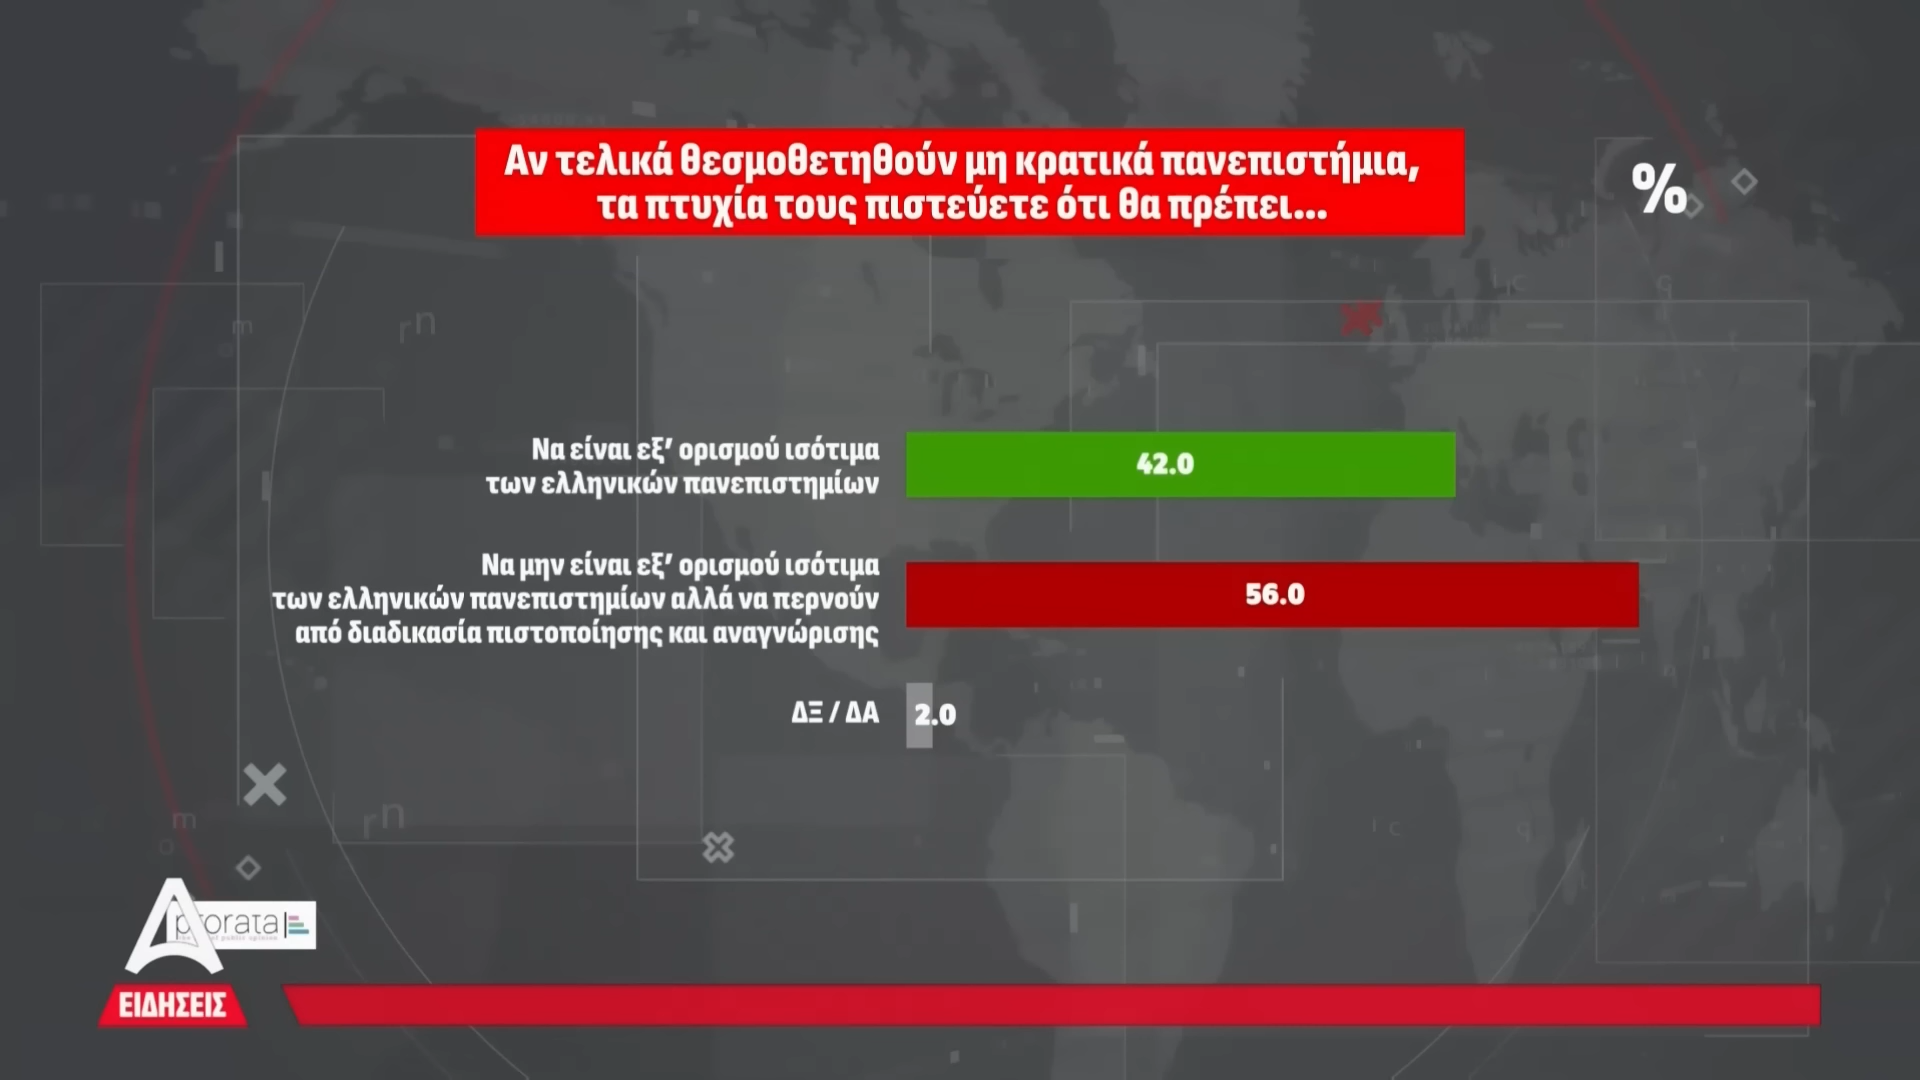 Αν τελικά θεσμοθετηθούν μη κρατικά πανεπιστήμια,
τα πτυχία τους πιστεύετε ότι θα πρέπει...
%
Να είναι εξ’ ορισμού ισότιμα
των ελληνικών πανεπιστημίων
42.0
Να μην είναι εξ’ ορισμού ισότιμα
των ελληνικών πανεπιστημίων αλλά να περνούν
από διαδικασία πιστοποίησης και αναγνώρισης
56.0
ΔΞ / ΔΑ
2.0
prorata
ΕΙΔΗΣΕΙΣ